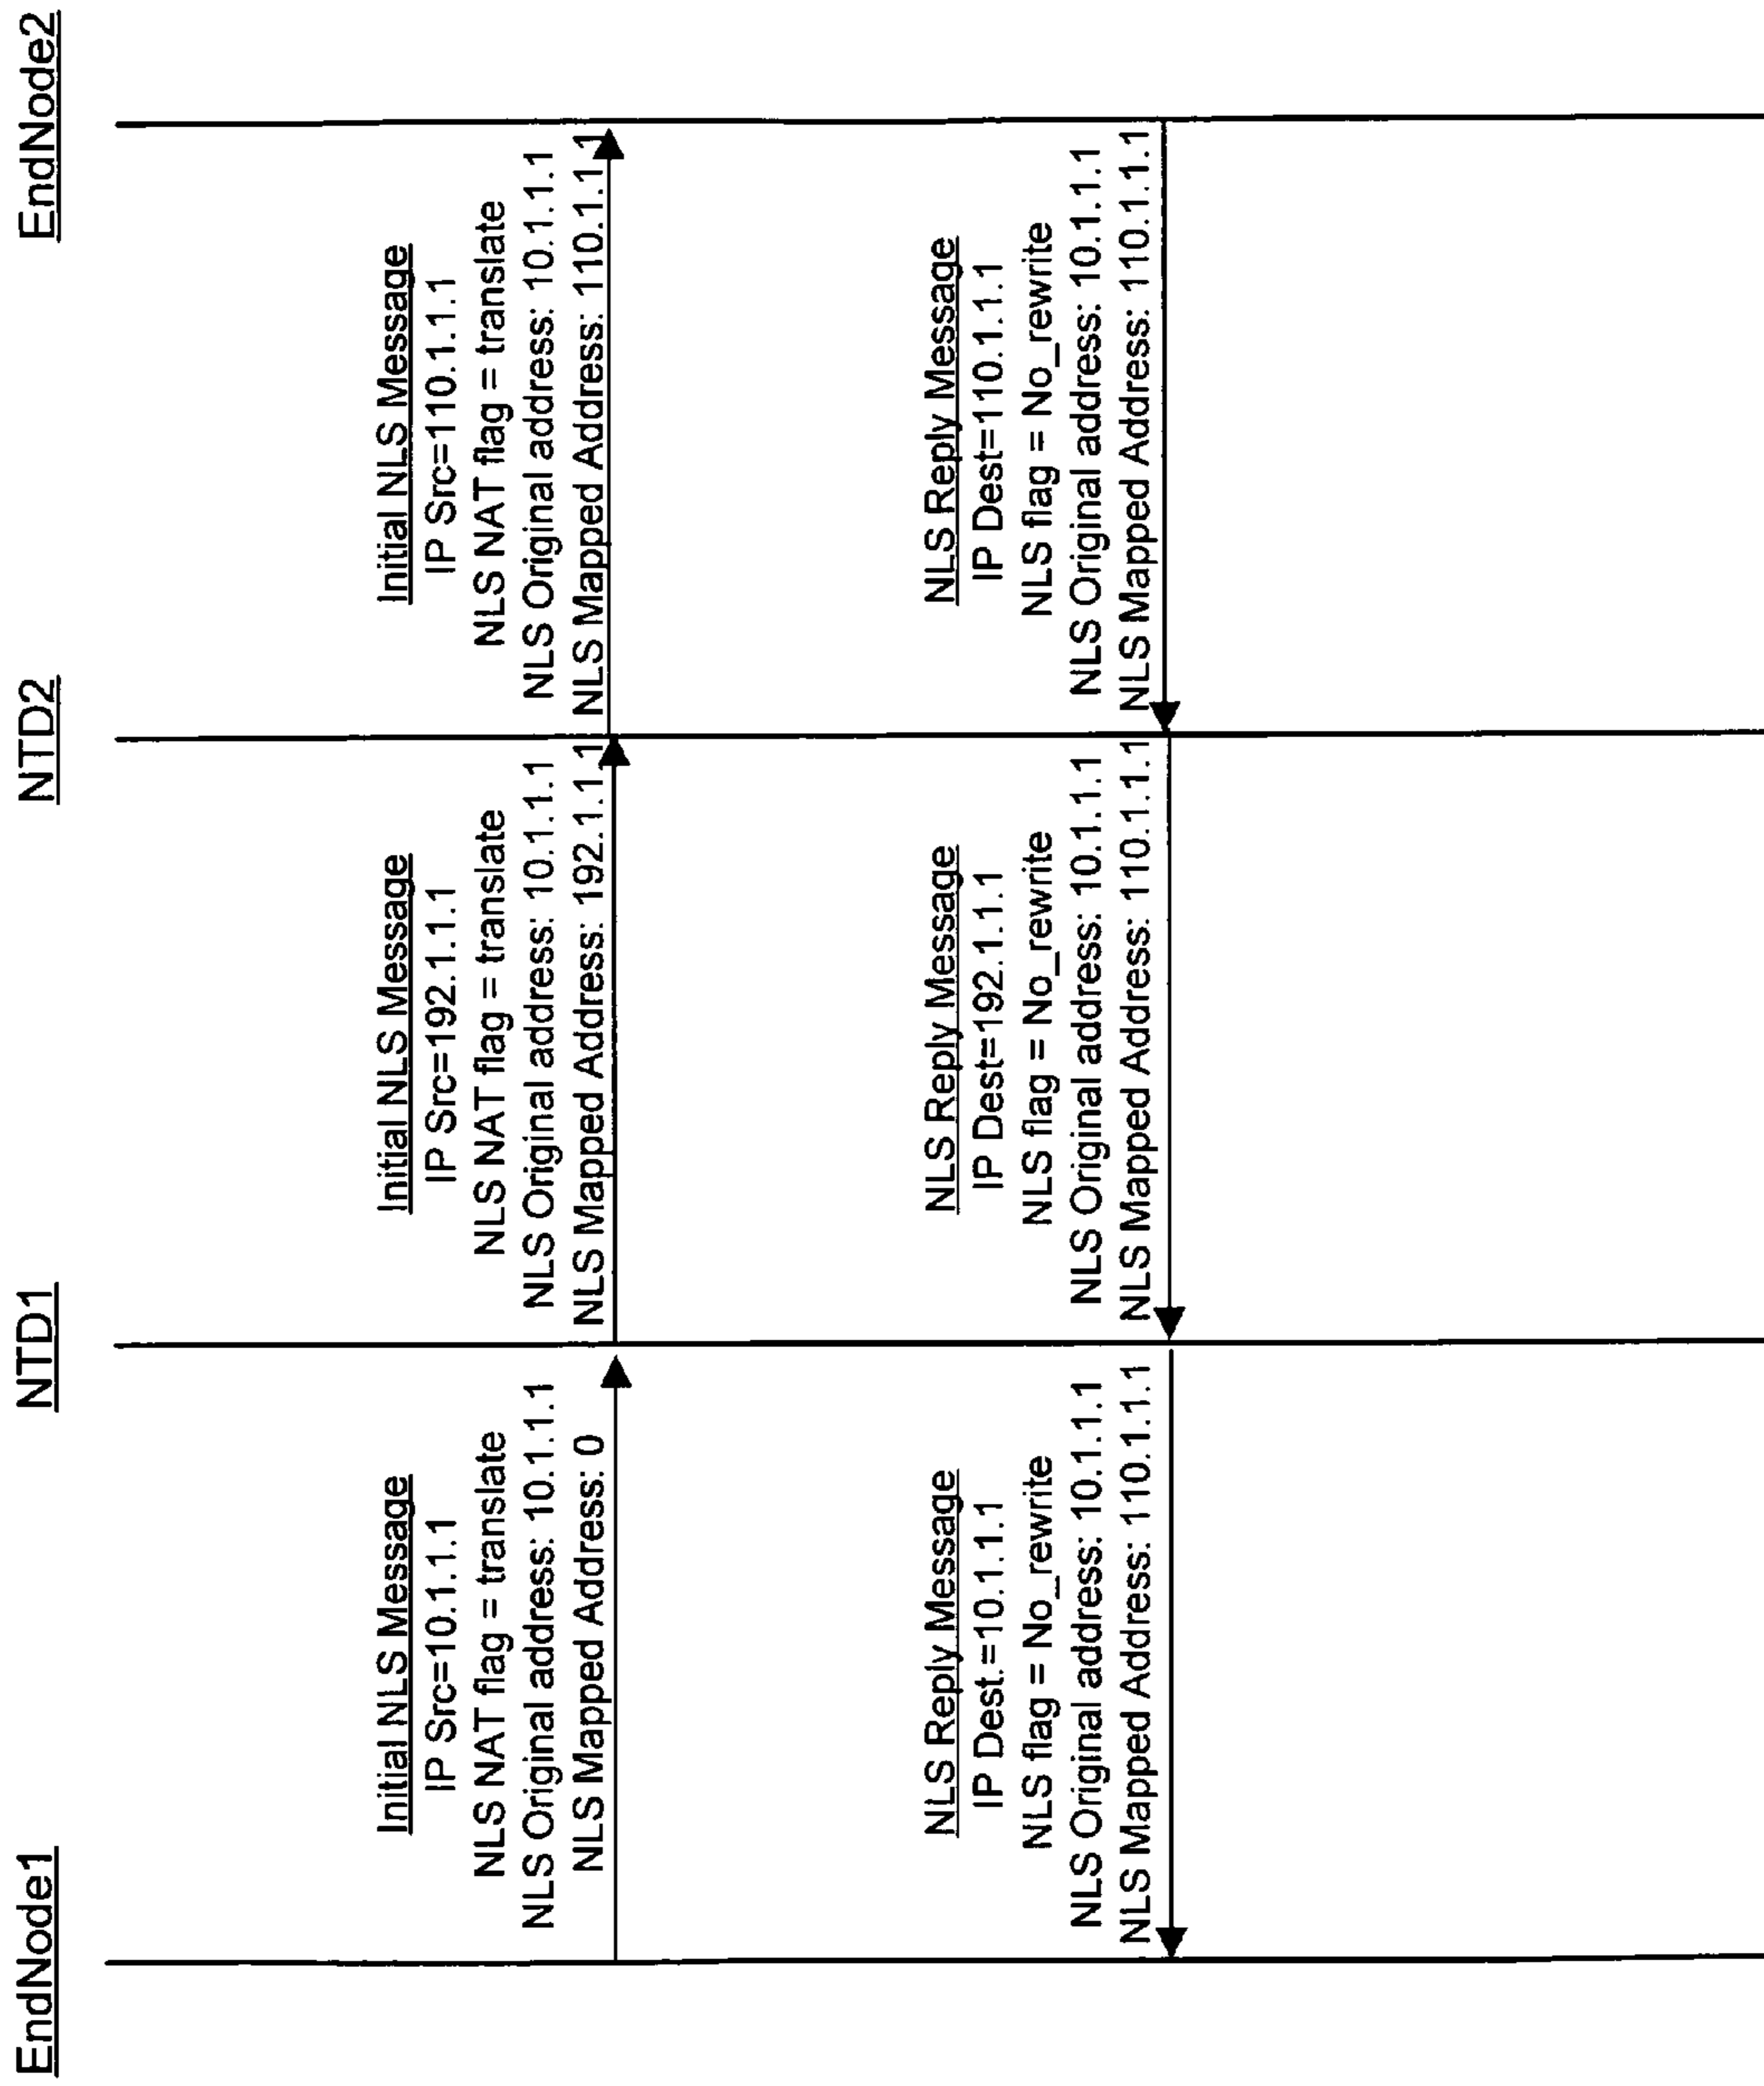 EndNode1
NTD1
NTD2
EndNode2
Initial NLS Message
IP Src=10.1.1.1
NLS NAT flag = translate
NLS Original address: 10.1.1.1
NLS Mapped Address: 0
Initial NLS Message
IP Src=192.1.1.1
NLS NAT flag = translate
NLS Original address: 10.1.1.1
NLS Mapped Address: 192.1.1.1
Initial NLS Message
IP Src=110.1.1.1
NLS NAT flag = translate
NLS Original address: 10.1.1.1
NLS Mapped Address: 110.1.1.1
NLS Reply Message
IP Dest.=10.1.1.1
NLS flag = No_rewrite
NLS Original address: 10.1.1.1
NLS Mapped Address: 110.1.1.1
NLS Reply Message
IP Dest=192.1.1.1
NLS flag = No_rewrite
NLS Original address: 10.1.1.1
NLS Mapped Address: 110.1.1.1
NLS Reply Message
IP Dest=110.1.1.1
NLS flag = No_rewrite
NLS Original address: 10.1.1.1
NLS Mapped Address: 110.1.1.1